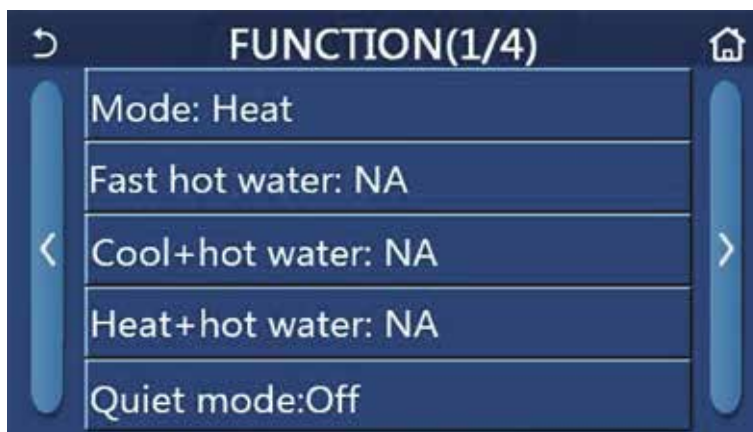 FUNCTION(1/4)
Mode: Heat
Fast hot water: NA
Cool+hot water: NA
Heat+hot water: NA
Quiet mode:Off